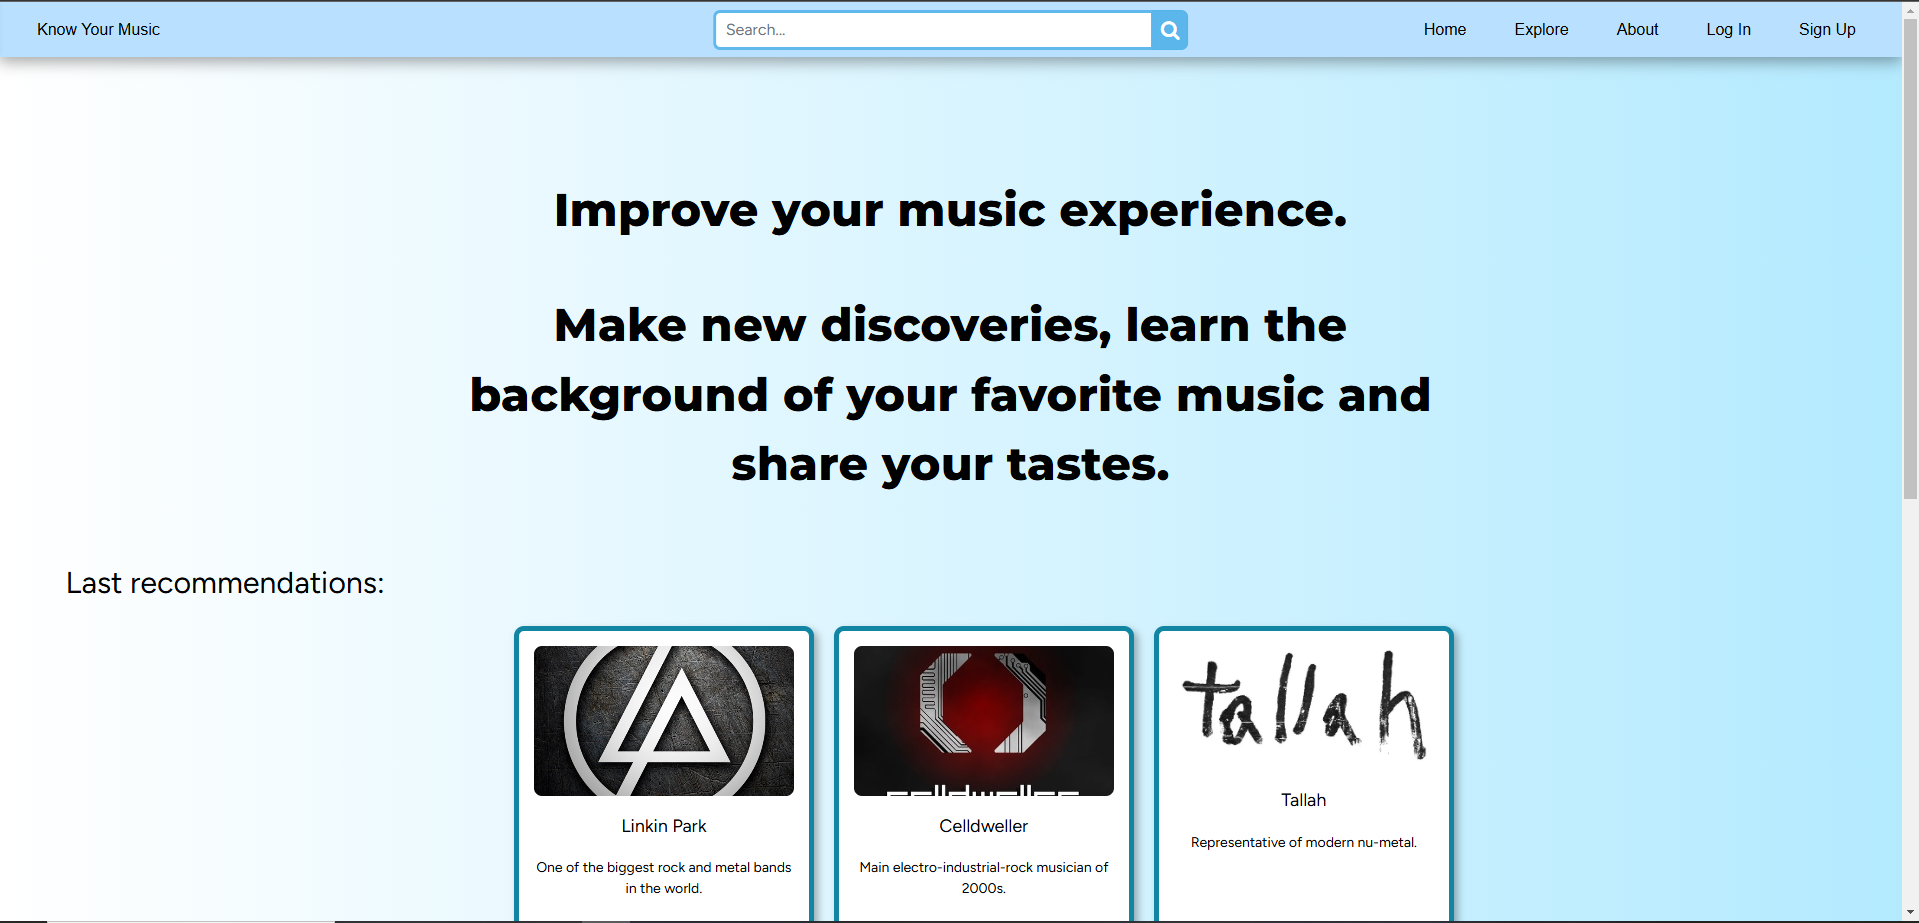 Know Your Music
Search...
Home
Explore
About
Log In
Sign Up
Improve your music experience.
Make new discoveries, learn the
background of your favorite music and
share your tastes.
Last recommendations:
celldweller
tallah
Linkin Park
One of the biggest rock and metal bands
in the world.
Celldweller
Main electro-industrial-rock musician of
2000s.
Tallah
Representative of modern nu-metal.